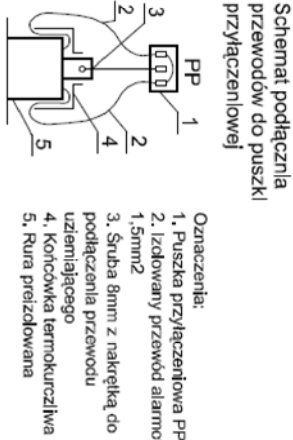 Schemat podłącznia
przewodów do puszki
przyłączeniowej
PP
1
2
3
2
4
5
Oznaczenia:
1. Puszka przyłączeniowa PP
2. Izolowany przewód alarmo
1,5mm2
3. Śruba 8mm z nakrętką do
podłączenia przewodu
uziemiającego
4. Końcówka termokurczliwa
5. Rura preizolowana